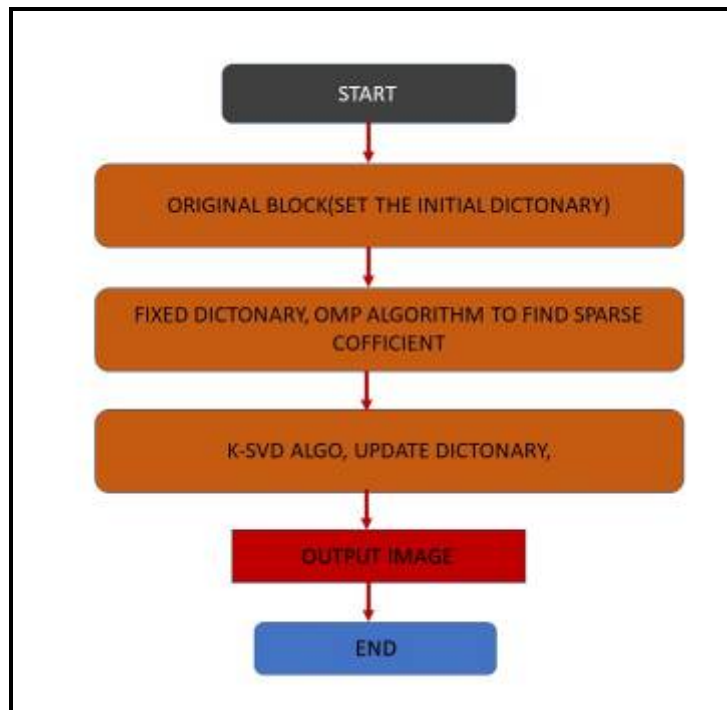 START
ORIGINAL BLOCK(SET THE INITIAL DICTONARY)
FIXED DICTONARY, OMP ALGORITHM TO FIND SPARSE
COFFICIENT
K-SVD ALGO, UPDATE DICTONARY,
OUTPUT IMAGE
END